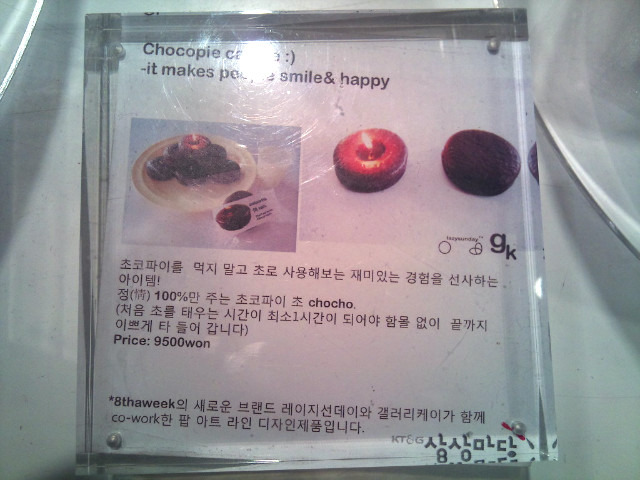 Chocopie :)
-it makes people smile& happy
lazysunday
gk
초코파이를 먹지 말고 초로 사용해보는 재미있는 경험을 선사하는
아이템!
정(情) 100%만 주는 초코파이 초 chocho.
(처음 초를 태우는 시간이 최소1시간이 되어야 함몰 없이 끝까지
이쁘게 타 들어 갑니다)
Price: 9500won
*8thaweek의 새로운 브랜드 레이지선데이와 갤러리케이가 함께
co-work한 팝 아트 라인 디자인제품입니다.
KT&G 상상마당